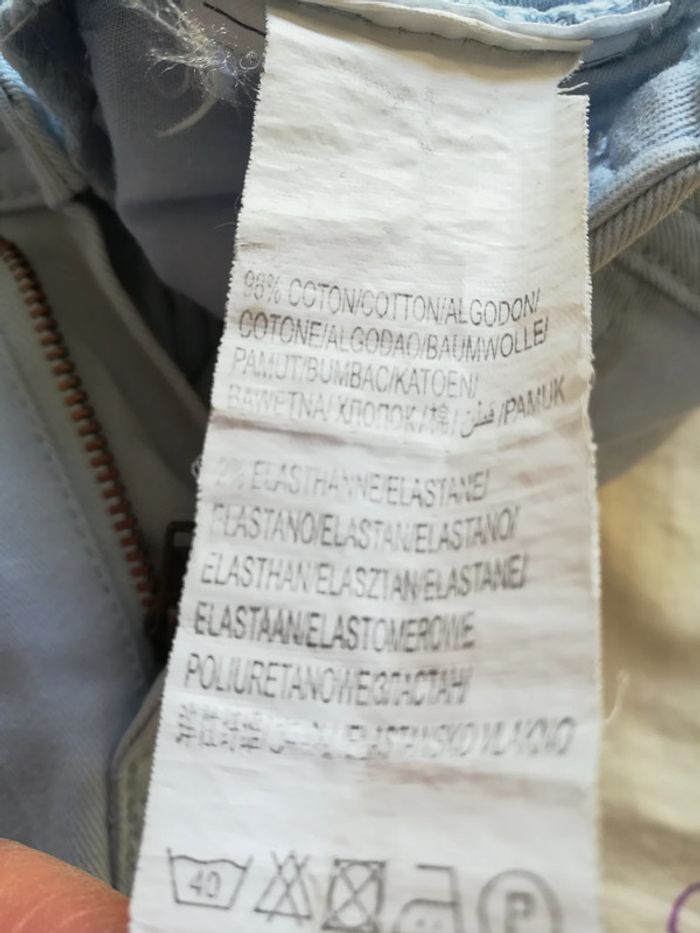 98% COTON/COTTON/ALGODON/
COTONE/ALGODAO/BAUMWOLLE/
PAMUT/BUMBAC/KATOEN/
BAWEŁNA/ХЛОПОК/棉/قطن/PAMUK
2% ELASTHANNE/ELASTANE/
ELASTANO/ELASTAN/ELASTANO/
ELASTHAN/ELASZTAN/ELASTANE/
ELASTAAN/ELASTOMEROWE
POLIURETANOWE/ЭЛАСТАН/
/ELASTANSKO VLAKNO
40
P